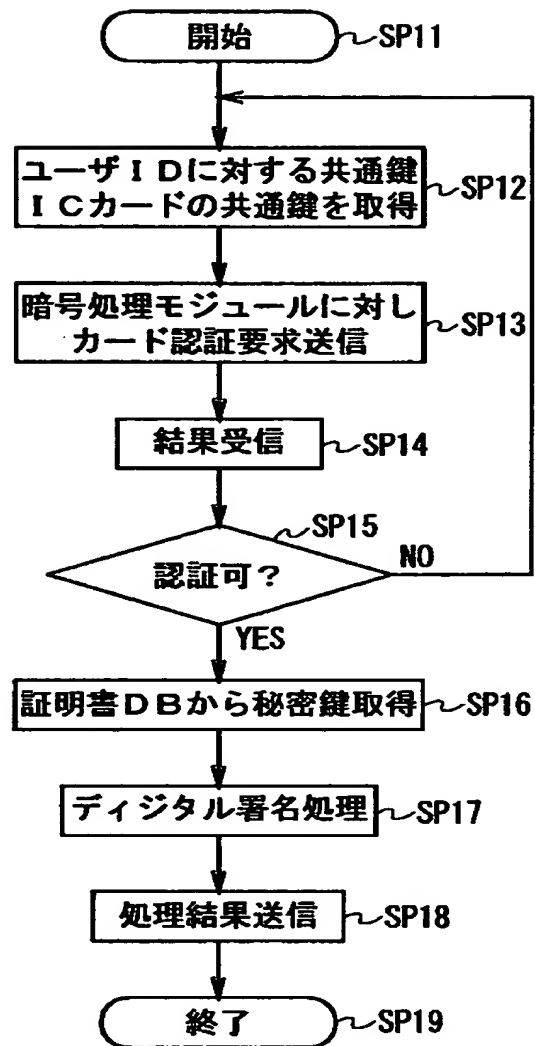 開始 SP11
ユーザIDに対する共通鍵
ICカードの共通鍵を取得 SP12
暗号処理モジュールに対し
カード認証要求送信 SP13
結果受信 SP14
SP15
認証可? NO
YES
証明書DBから秘密鍵取得 SP16
ディジタル署名処理 SP17
処理結果送信 SP18
終了 SP19